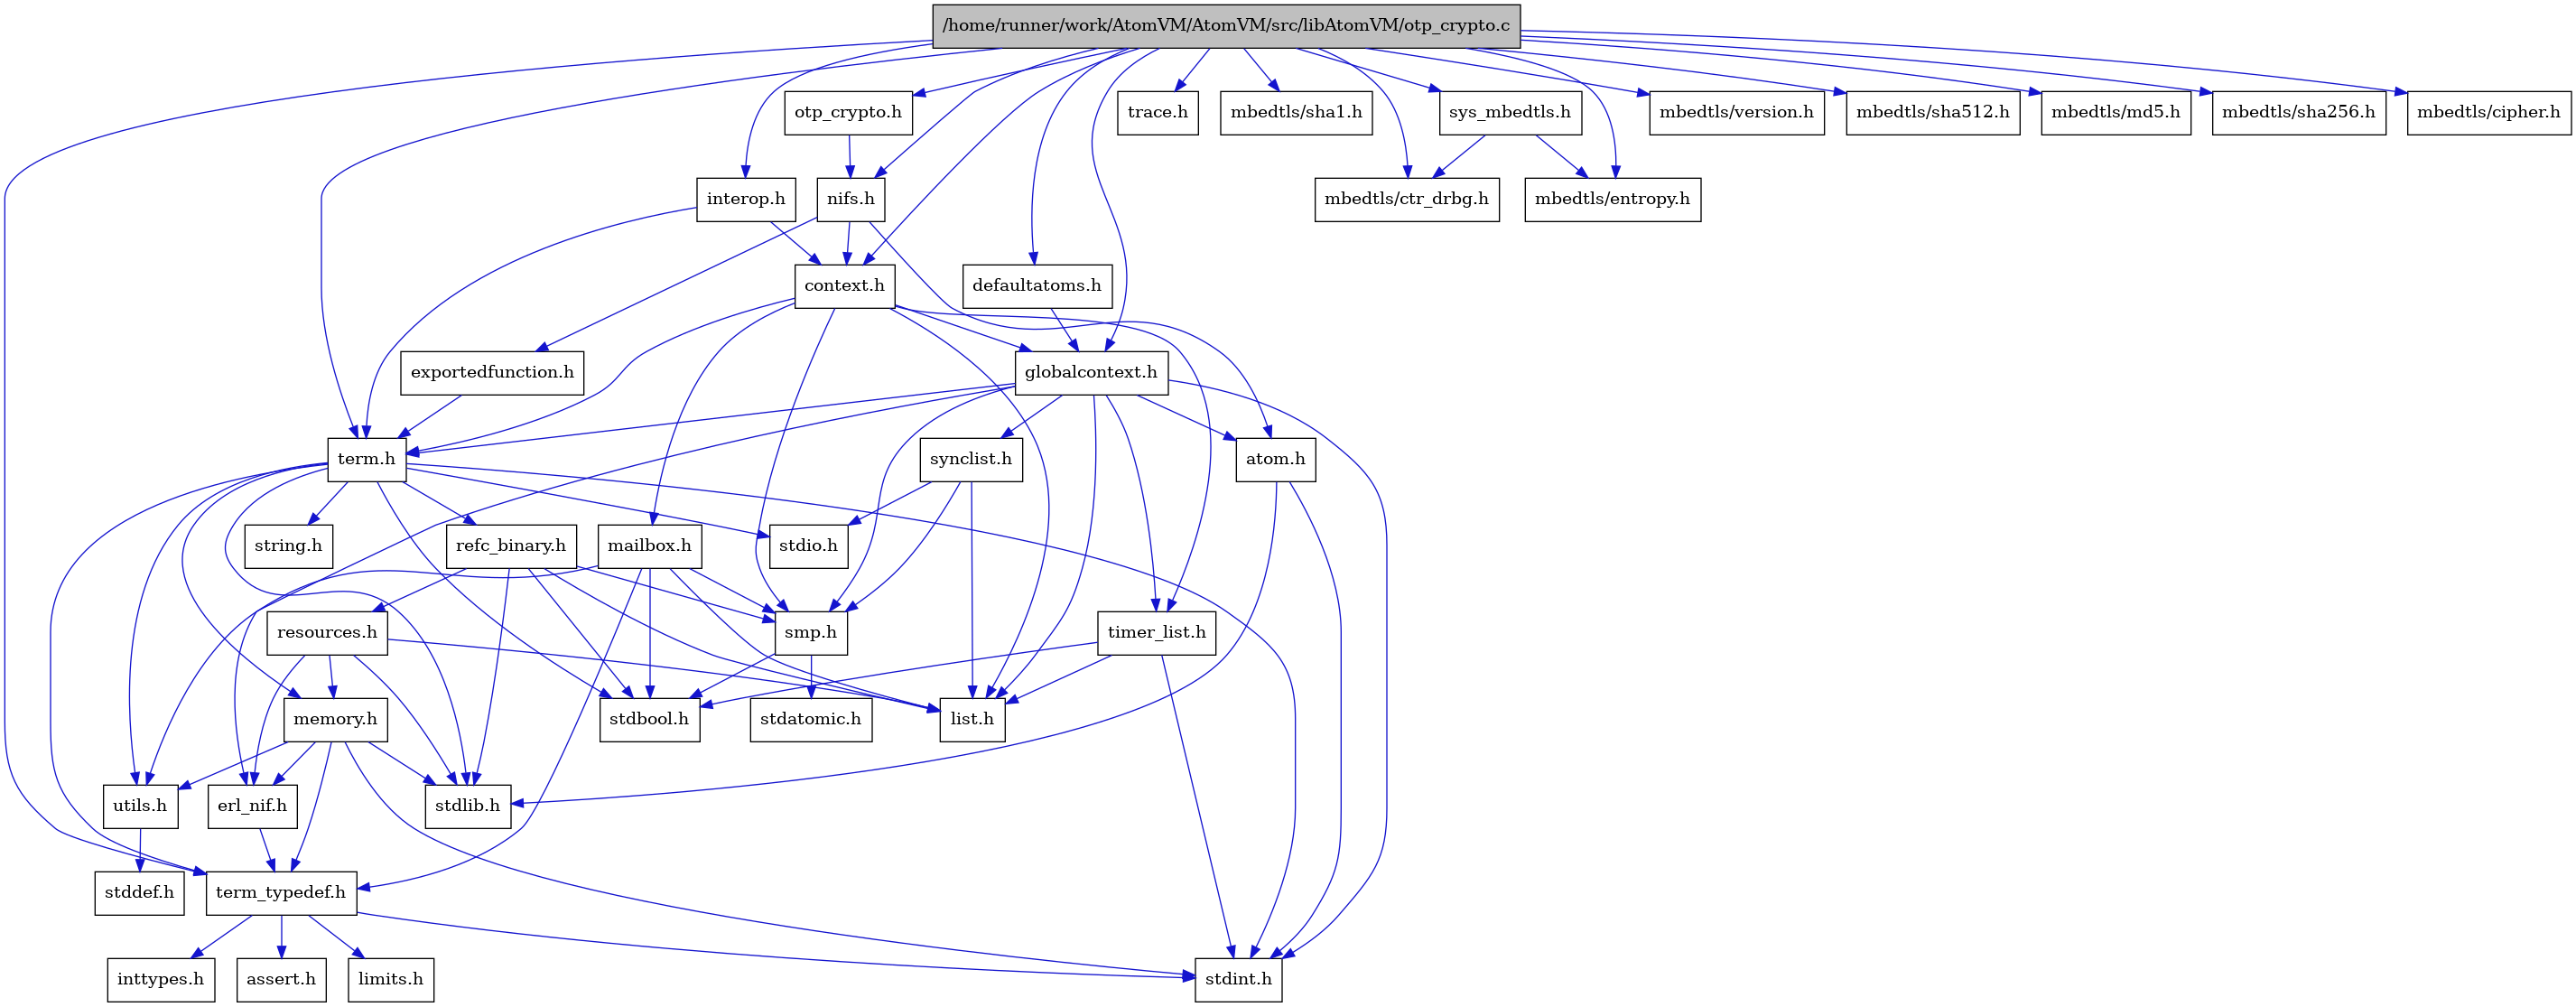 /home/runner/work/AtomVM/AtomVM/src/libAtomVM/otp_crypto.c
otp_crypto.h
trace.h
mbedtls/sha1.h
sys_mbedtls.h
mbedtls/version.h
mbedtls/sha512.h
mbedtls/md5.h
mbedtls/sha256.h
mbedtls/cipher.h
interop.h
nifs.h
mbedtls/ctr_drbg.h
mbedtls/entropy.h
context.h
defaultatoms.h
exportedfunction.h
globalcontext.h
term.h
synclist.h
atom.h
string.h
refc_binary.h
mailbox.h
stdio.h
resources.h
smp.h
timer_list.h
memory.h
stdbool.h
stdatomic.h
list.h
utils.h
erl_nif.h
stdlib.h
stddef.h
term_typedef.h
inttypes.h
assert.h
limits.h
stdint.h